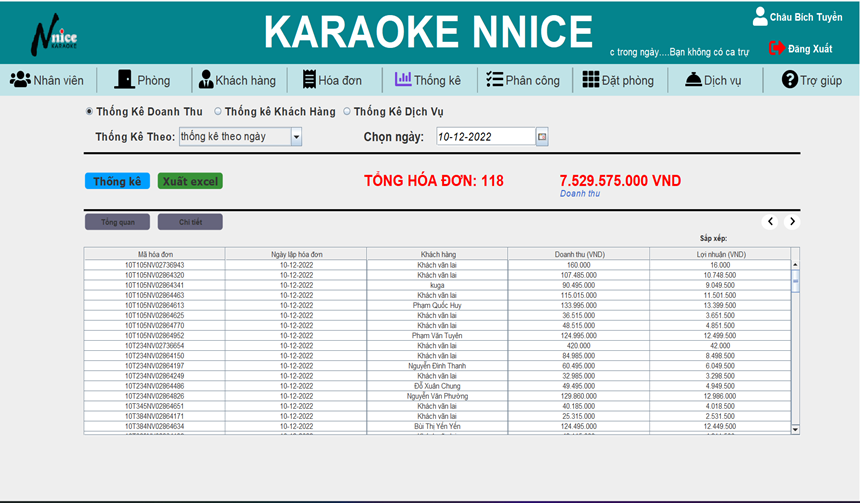 Nnice
KARAOKE
KARAOKE NNICE
Châu Bích Tuyền
c trong ngày....Bạn không có ca trự
Đăng Xuất
Nhân viên
Phòng
Khách hàng
Hóa đơn
Thống kê
Phân công
Đặt phòng
Dịch vụ
Trợ giúp
Thống Kê Doanh Thu Thống kê Khách Hàng Thống Kê Dịch Vụ
Thống Kê Theo: thống kê theo ngày Chọn ngày: 10-12-2022
Thống kê Xuất excel TỔNG HÓA ĐƠN: 118 7.529.575.000 VND
Doanh thu
Tổng quan Chi tiết
Sắp xếp:
Mã hóa đơn Ngày lập hóa đơn Khách hàng Doanh thu (VND) Lợi nhuận (VND)
10T105NV02736943 10-12-2022 Khách vãn lai 160.000 16.000
10T105NV02864320 10-12-2022 Khách vãn lai 107.485.000 10.748.500
10T105NV02864341 10-12-2022 kuga 90.495.000 9.049.500
10T105NV02864463 10-12-2022 Khách vãn lai 115.015.000 11.501.500
10T105NV02864613 10-12-2022 Phạm Quốc Huy 133.995.000 13.399.500
10T105NV02864625 10-12-2022 Khách vãn lai 36.515.000 3.651.500
10T105NV02864770 10-12-2022 Khách vãn lai 48.515.000 4.851.500
10T105NV02864952 10-12-2022 Phạm Văn Tuyên 124.995.000 12.499.500
10T234NV02736654 10-12-2022 Khách vãn lai 420.000 42.000
10T234NV02864150 10-12-2022 Khách vãn lai 84.985.000 8.498.500
10T234NV02864197 10-12-2022 Nguyễn Đình Thanh 60.495.000 6.049.500
10T234NV02864249 10-12-2022 Khách vãn lai 32.985.000 3.298.500
10T234NV02864486 10-12-2022 Đỗ Xuân Chung 49.495.000 4.949.500
10T234NV02864826 10-12-2022 Nguyễn Văn Phường 129.860.000 12.986.000
10T345NV02864651 10-12-2022 Khách vãn lai 40.185.000 4.018.500
10T384NV02864171 10-12-2022 Khách vãn lai 25.315.000 2.531.500
10T384NV02864634 10-12-2022 Bùi Thị Yến Yến 124.495.000 12.449.500